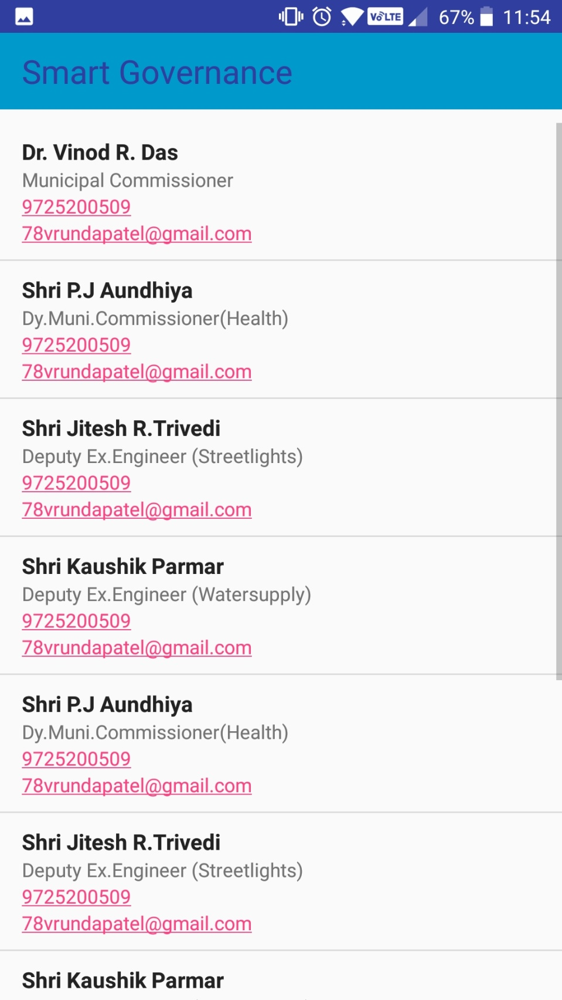 VoLTE 67% 11:54
Smart Governance
Dr. Vinod R. Das
Municipal Commissioner
9725200509
78vrundapatel@gmail.com
Shri P.J Aundhiya
Dy.Muni.Commissioner(Health)
9725200509
78vrundapatel@gmail.com
Shri Jitesh R.Trivedi
Deputy Ex.Engineer (Streetlights)
9725200509
78vrundapatel@gmail.com
Shri Kaushik Parmar
Deputy Ex.Engineer (Watersupply)
9725200509
78vrundapatel@gmail.com
Shri P.J Aundhiya
Dy.Muni.Commissioner(Health)
9725200509
78vrundapatel@gmail.com
Shri Jitesh R.Trivedi
Deputy Ex.Engineer (Streetlights)
9725200509
78vrundapatel@gmail.com
Shri Kaushik Parmar